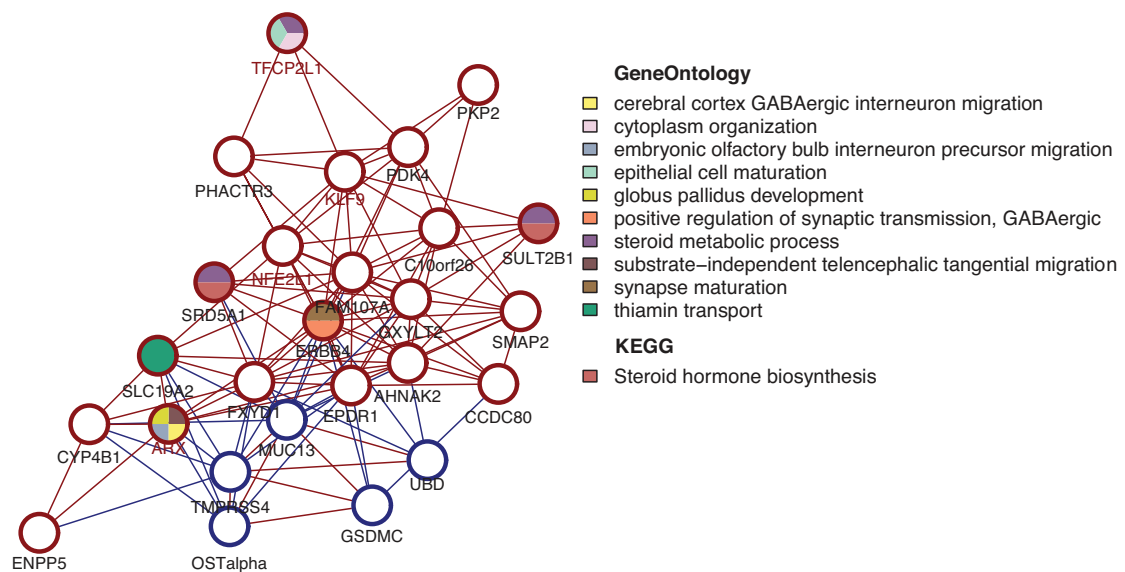 TFCP2L1
PKP2
PHACTR3
PDK4
KLF9
C10orf26
SULT2B1
NFE2L1
SRD5A1
FAM107A
GXYLT2
SMAP2
ERBB4
SLC19A2
FXYD1
EPDR1
AHNAK2
CCDC80
CYP4B1
ARX
MUC13
UBD
TMPRSS4
GSDMC
ENPP5
OSTalpha
GeneOntology
cerebral cortex GABAergic interneuron migration
cytoplasm organization
embryonic olfactory bulb interneuron precursor migration
epithelial cell maturation
globus pallidus development
positive regulation of synaptic transmission, GABAergic
steroid metabolic process
substrate−independent telencephalic tangential migration
synapse maturation
thiamin transport
KEGG
Steroid hormone biosynthesis